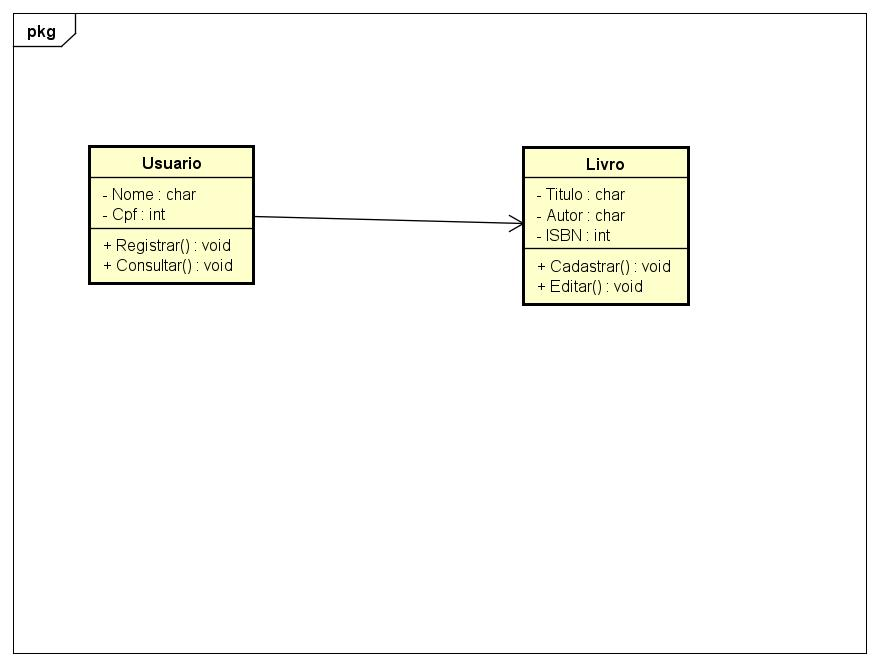 pkg
Usuario
- Nome : char
- Cpf : int
+ Registrar() : void
+ Consultar() : void
Livro
- Titulo : char
- Autor : char
- ISBN : int
+ Cadastrar() : void
+ Editar() : void